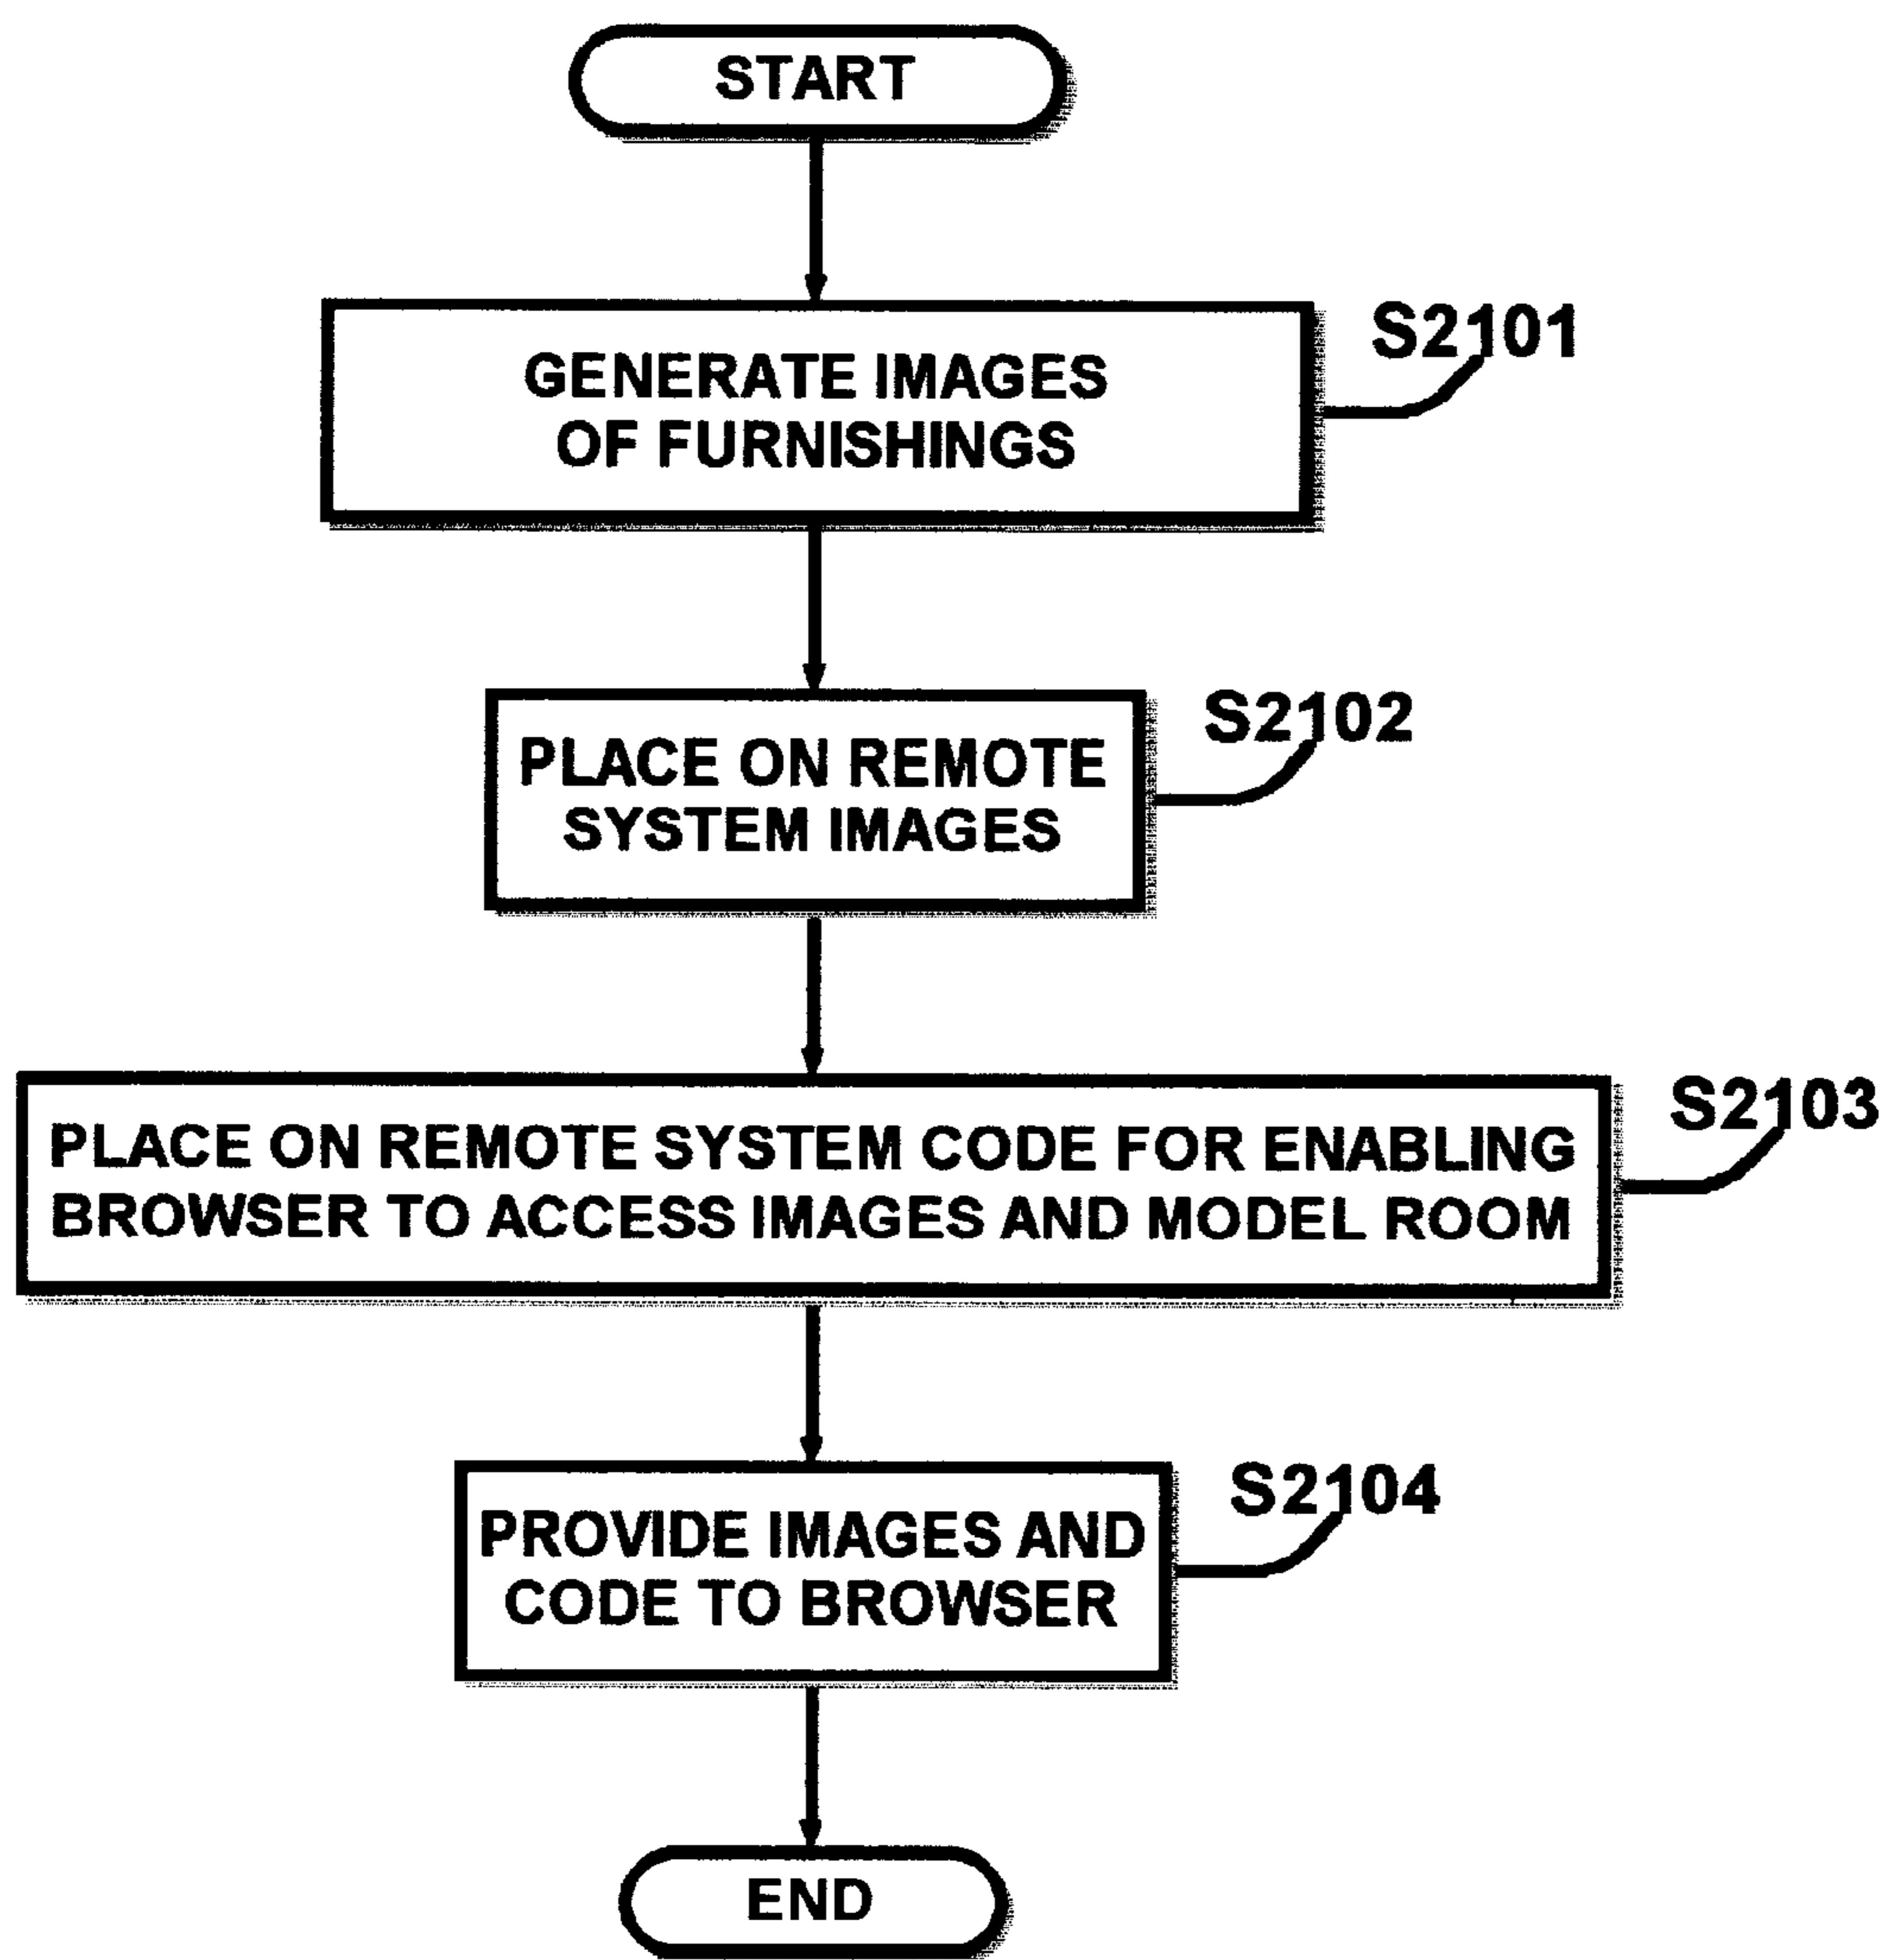 START
GENERATE IMAGES
OF FURNISHINGS
S2101
PLACE ON REMOTE
SYSTEM IMAGES
S2102
PLACE ON REMOTE SYSTEM CODE FOR ENABLING
BROWSER TO ACCESS IMAGES AND MODEL ROOM
S2103
PROVIDE IMAGES AND
CODE TO BROWSER
S2104
END